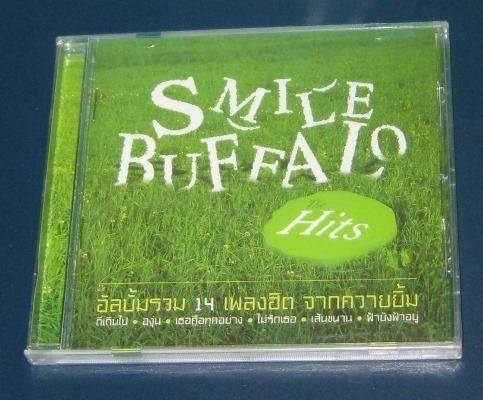 SMILE
BUFFALO
The
Hits
อัลบั้มรวม 14 เพลงฮิต จากควายยิ้ม
ดีเกินไป • องุ่น • เธอคือทุกอย่าง • ไม่รักเธอ • เส้นขนาน • ฟ้ายังฟ้าอยู่